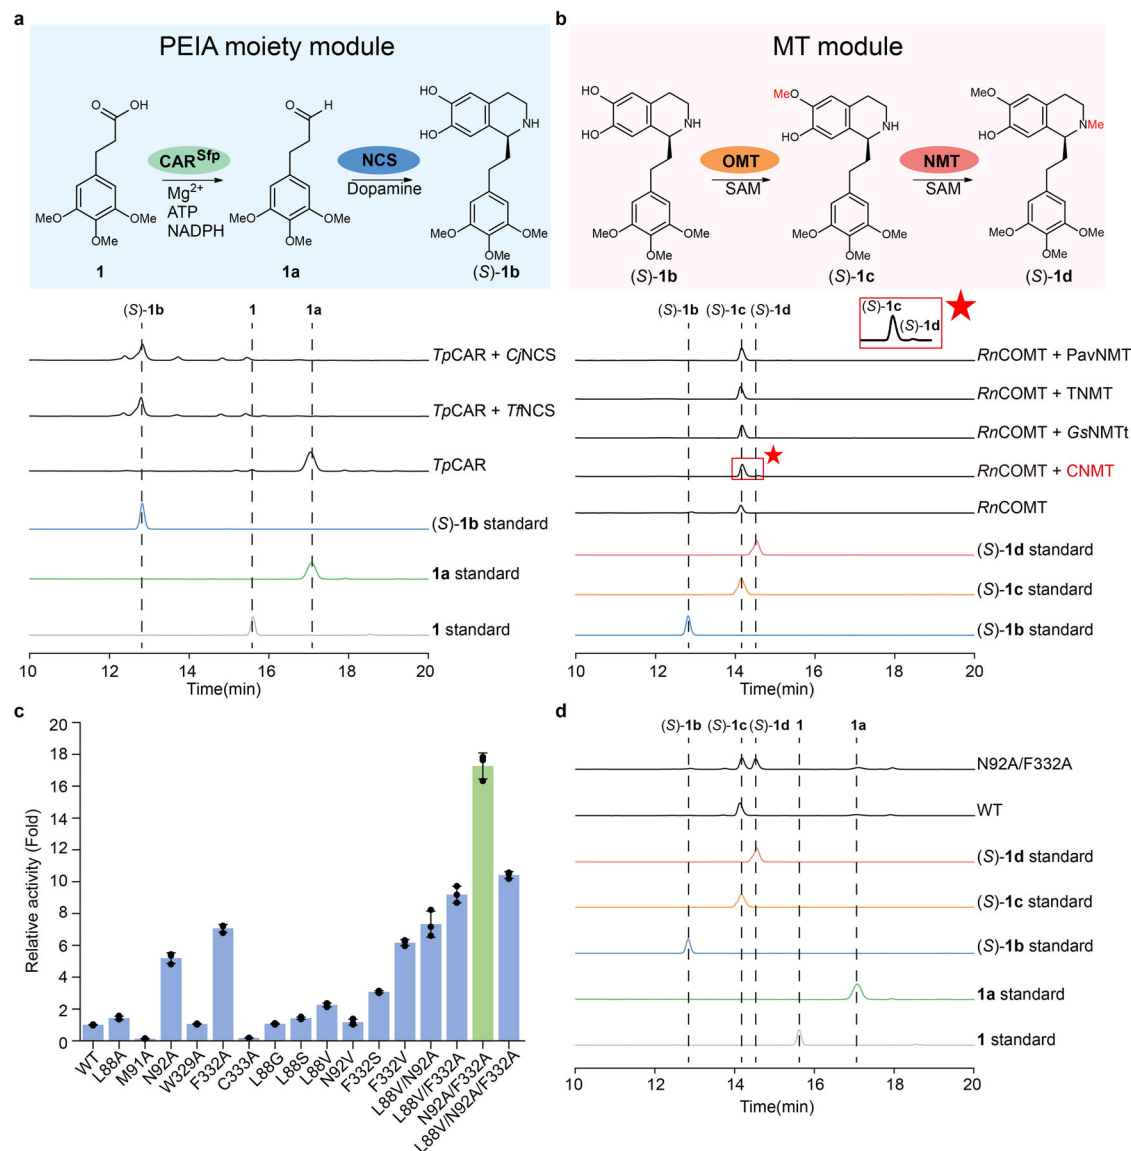 a
PEIA moiety module
O
OH
MeO
OMe
OMe
1
CAR^Sfp
Mg²⁺
ATP
NADPH
O
H
MeO
OMe
OMe
1a
NCS
Dopamine
HO
HO
NH
MeO
OMe
OMe
(S)-1b
b
MT module
HO
HO
NH
MeO
OMe
OMe
(S)-1b
OMT
SAM
MeO
HO
NH
MeO
OMe
OMe
(S)-1c
NMT
SAM
MeO
HO
NMe
MeO
OMe
OMe
(S)-1d
(S)-1b 1 1a
TpCAR + CjNCS
TpCAR + TfNCS
TpCAR
(S)-1b standard
1a standard
1 standard
10 12 14 16 18 20
Time(min)
(S)-1b (S)-1c (S)-1d
(S)-1c
(S)-1d
RnCOMT + PavNMT
RnCOMT + TNMT
RnCOMT + GsNMTt
RnCOMT + CNMT
RnCOMT
(S)-1d standard
(S)-1c standard
(S)-1b standard
10 12 14 16 18 20
Time(min)
c
Relative activity (Fold)
20
18
16
14
12
10
8
6
4
2
0
WT
L88A
M91A
N92A
W329A
F332A
C333A
L88G
L88S
L88V
N92V
F332S
F332V
L88V/N92A
L88V/F332A
N92A/F332A
L88V/N92A/F332A
d
(S)-1b (S)-1c (S)-1d 1 1a
N92A/F332A
WT
(S)-1d standard
(S)-1c standard
(S)-1b standard
1a standard
1 standard
10 12 14 16 18 20
Time(min)